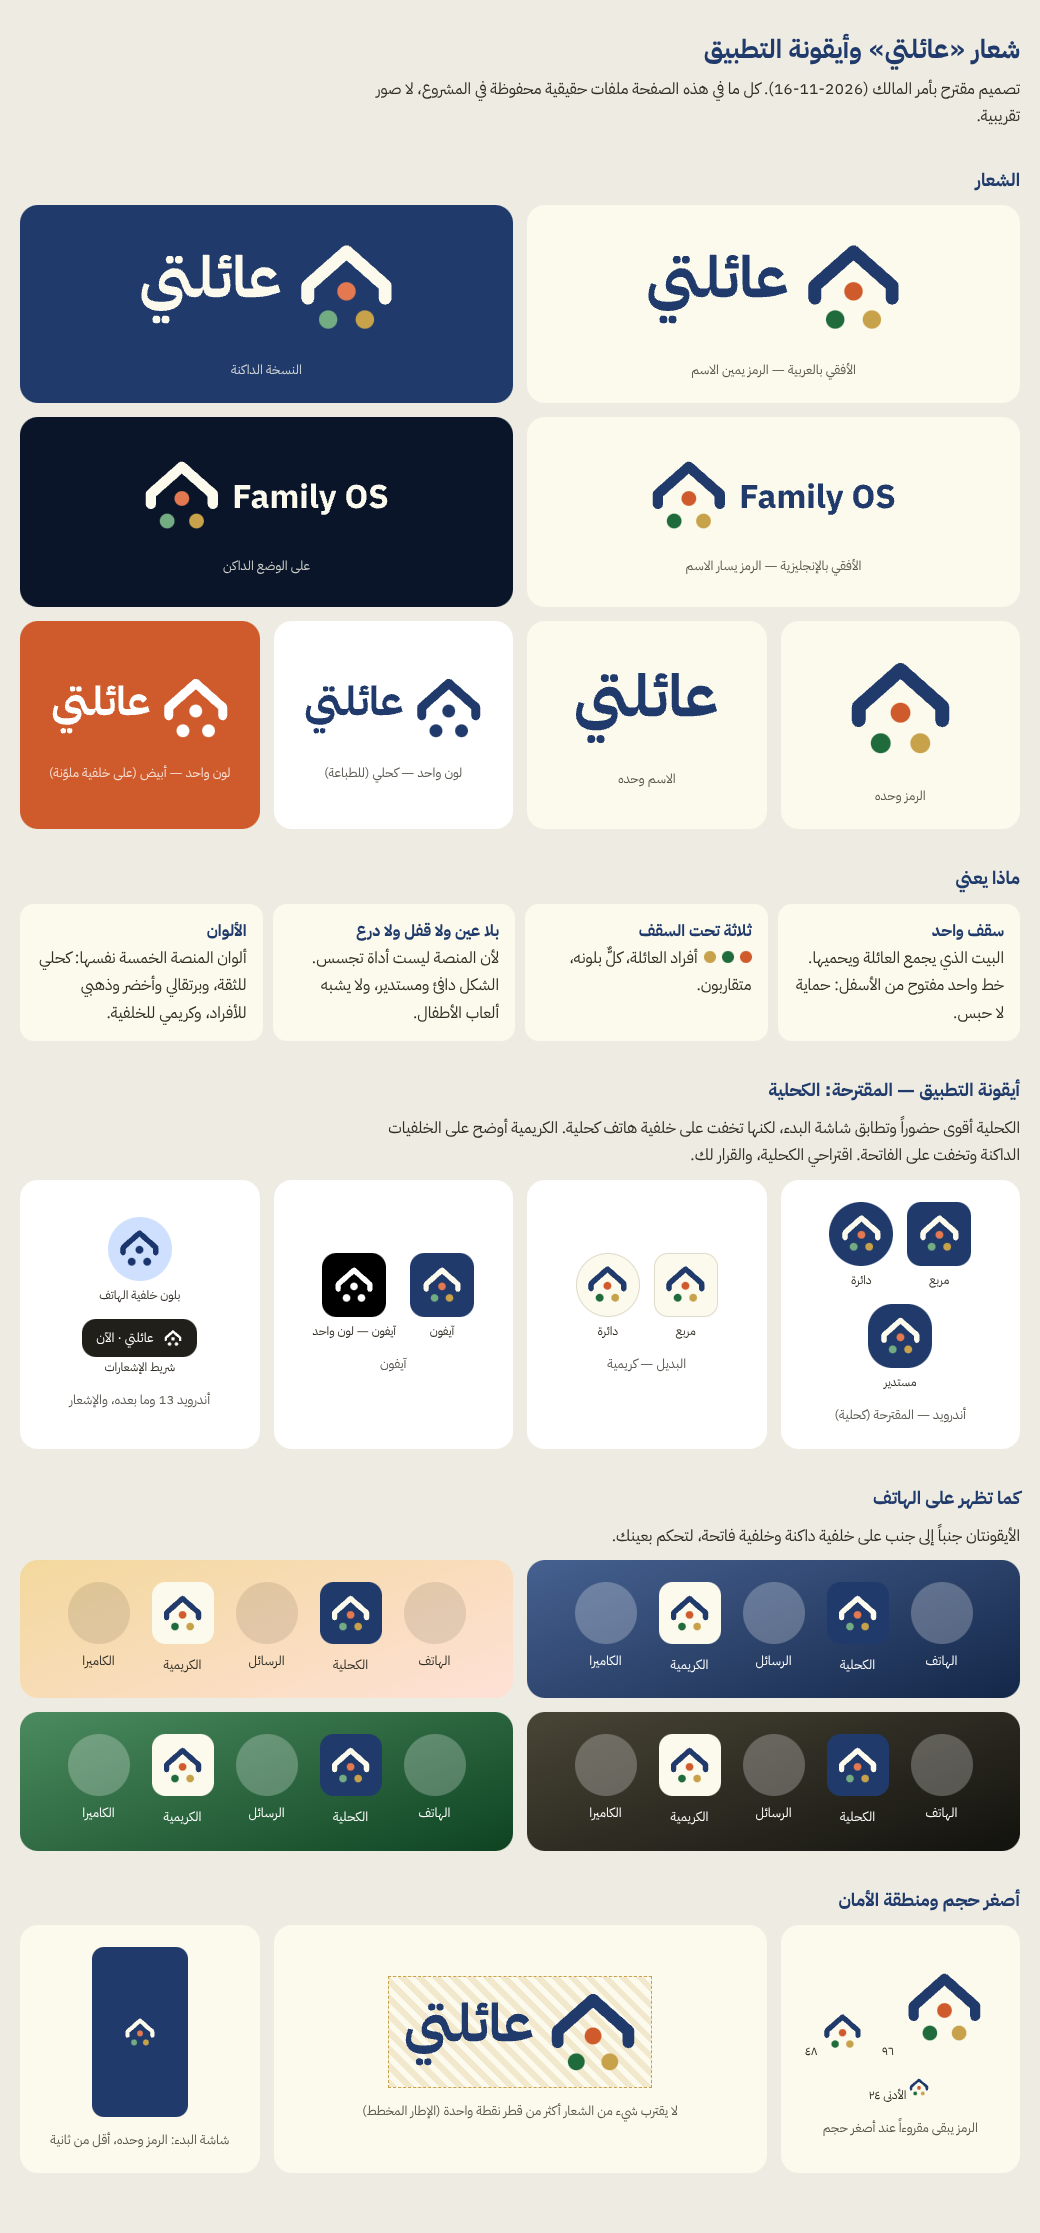 شعار «عائلتي» وأيقونة التطبيق
تصميم مقترح بأمر المالك (2026-11-16). كل ما في هذه الصفحة ملفات حقيقية محفوظة في المشروع، لا صور
تقريبية.
الشعار
عائلتي
الأفقي بالعربية — الرمز يمين الاسم
عائلتي
النسخة الداكنة
Family OS
الأفقي بالإنجليزية — الرمز يسار الاسم
Family OS
على الوضع الداكن
الرمز وحده
عائلتي
الاسم وحده
عائلتي
لون واحد — كحلي (للطباعة)
عائلتي
لون واحد — أبيض (على خلفية ملوّنة)
ماذا يعني
سقف واحد
البيت الذي يجمع العائلة ويحميها.
خط واحد مفتوح من الأسفل: حماية
لا حبس.
ثلاثة تحت السقف
أفراد العائلة، كلٌّ بلونه،
متقاربون.
بلا عين ولا قفل ولا درع
لأن المنصة ليست أداة تجسس.
الشكل دافئ ومستدير، ولا يشبه
ألعاب الأطفال.
الألوان
ألوان المنصة الخمسة نفسها: كحلي
للثقة، وبرتقالي وأخضر وذهبي
للأفراد، وكريمي للخلفية.
أيقونة التطبيق — المقترحة: الكحلية
الكحلية أقوى حضوراً وتطابق شاشة البدء، لكنها تخفت على خلفية هاتف كحلية. الكريمية أوضح على الخلفيات
الداكنة وتخفت على الفاتحة. اقتراحي الكحلية، والقرار لك.
مربع
دائرة
مستدير
أندرويد — المقترحة (كحلية)
مربع
دائرة
البديل — كريمية
آيفون
آيفون — لون واحد
آيفون
بلون خلفية الهاتف
عائلتي · الآن
شريط الإشعارات
أندرويد 13 وما بعده، والإشعار
كما تظهر على الهاتف
الأيقونتان جنباً إلى جنب على خلفية داكنة وخلفية فاتحة، لتحكم بعينك.
الهاتف
الكحلية
الرسائل
الكريمية
الكاميرا
الهاتف
الكحلية
الرسائل
الكريمية
الكاميرا
الهاتف
الكحلية
الرسائل
الكريمية
الكاميرا
الهاتف
الكحلية
الرسائل
الكريمية
الكاميرا
أصغر حجم ومنطقة الأمان
٩٦
٤٨
الأدنى ٢٤
الرمز يبقى مقروءاً عند أصغر حجم
عائلتي
لا يقترب شيء من الشعار أكثر من قطر نقطة واحدة (الإطار المخطط)
شاشة البدء: الرمز وحده، أقل من ثانية